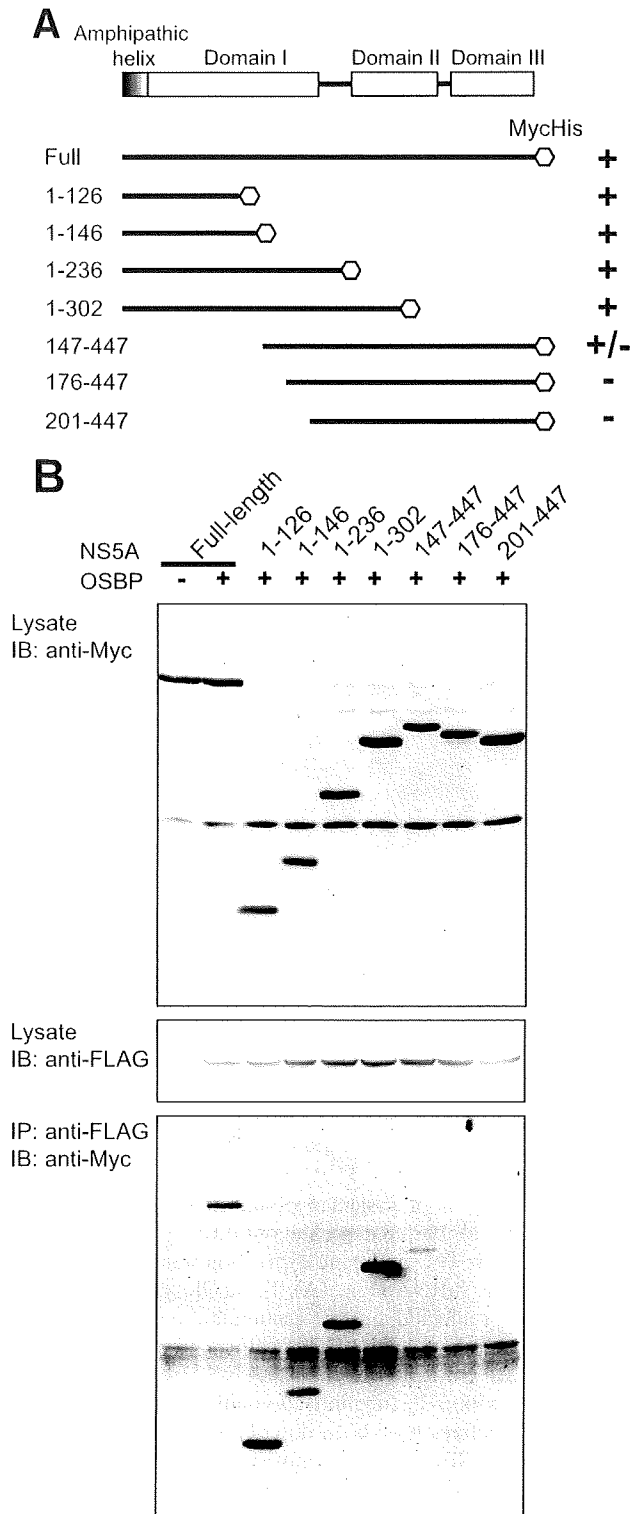 A
Amphipathic
helix
Domain I
Domain II
Domain III
MycHis
Full +
1-126 +
1-146 +
1-236 +
1-302 +
147-447 +/-
176-447 -
201-447 -
B
NS5A Full-length 1-126 1-146 1-236 1-302 147-447 176-447 201-447
OSBP - + + + + + + + +
Lysate
IB: anti-Myc
Lysate
IB: anti-FLAG
IP: anti-FLAG
IB: anti-Myc